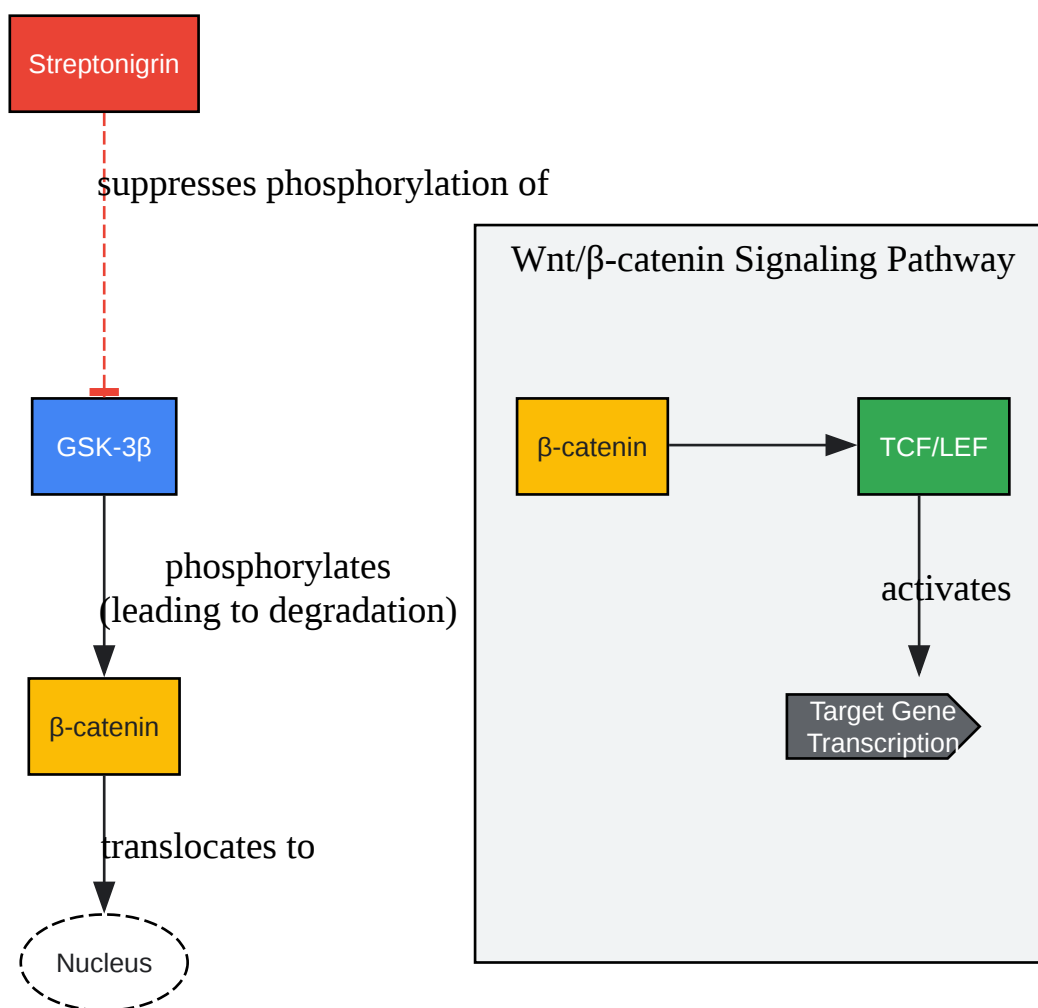 Streptonigrin
suppresses phosphorylation of
Wnt/β-catenin Signaling Pathway
GSK-3β
β-catenin
TCF/LEF
phosphorylates
(leading to degradation)
activates
β-catenin
Target Gene
Transcription
translocates to
Nucleus